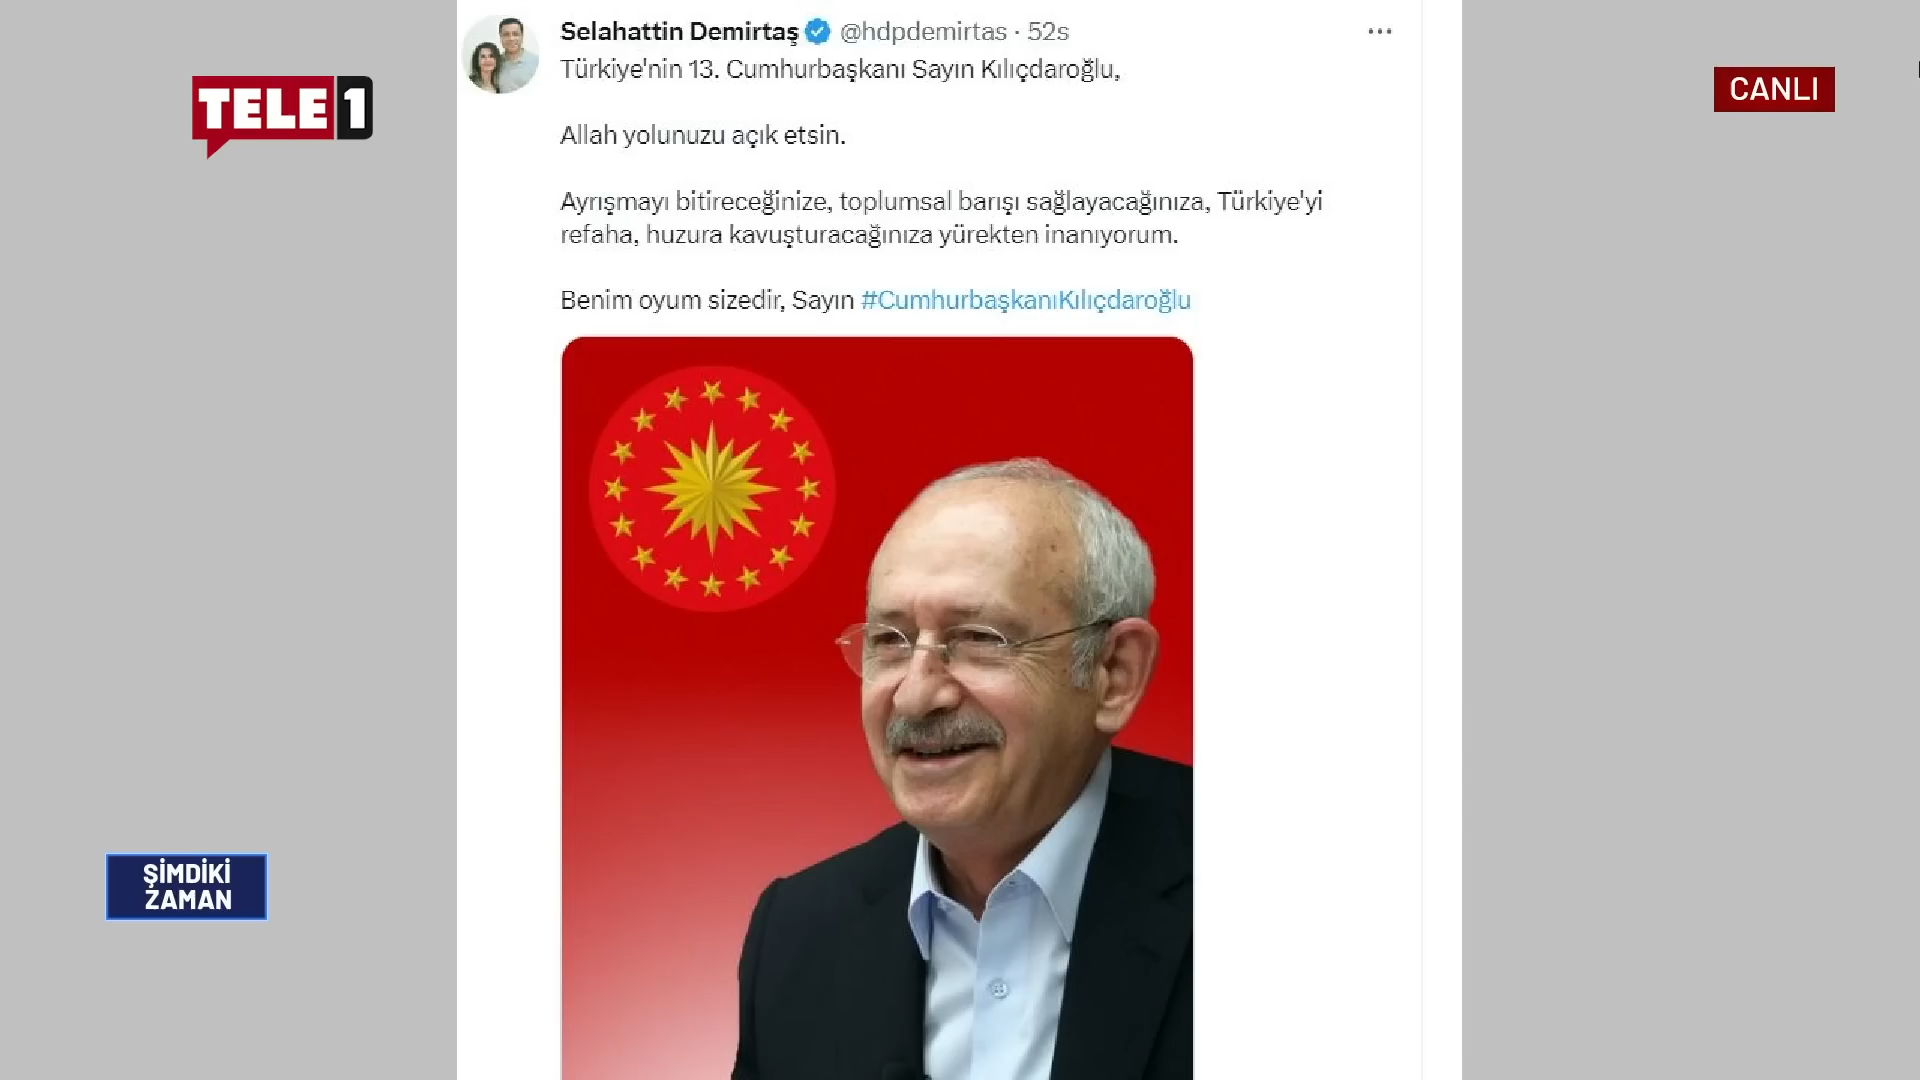 Selahattin Demirtaş @hdpdemirtas · 52s
Türkiye'nin 13. Cumhurbaşkanı Sayın Kılıçdaroğlu,
Allah yolunuzu açık etsin.
Ayrışmayı bitireceğinize, toplumsal barışı sağlayacağınıza, Türkiye'yi
refaha, huzura kavuşturacağınıza yürekten inanıyorum.
Benim oyum sizedir, Sayın #CumhurbaşkanıKılıçdaroğlu
TELE1
CANLI
ŞİMDİKİ
ZAMAN